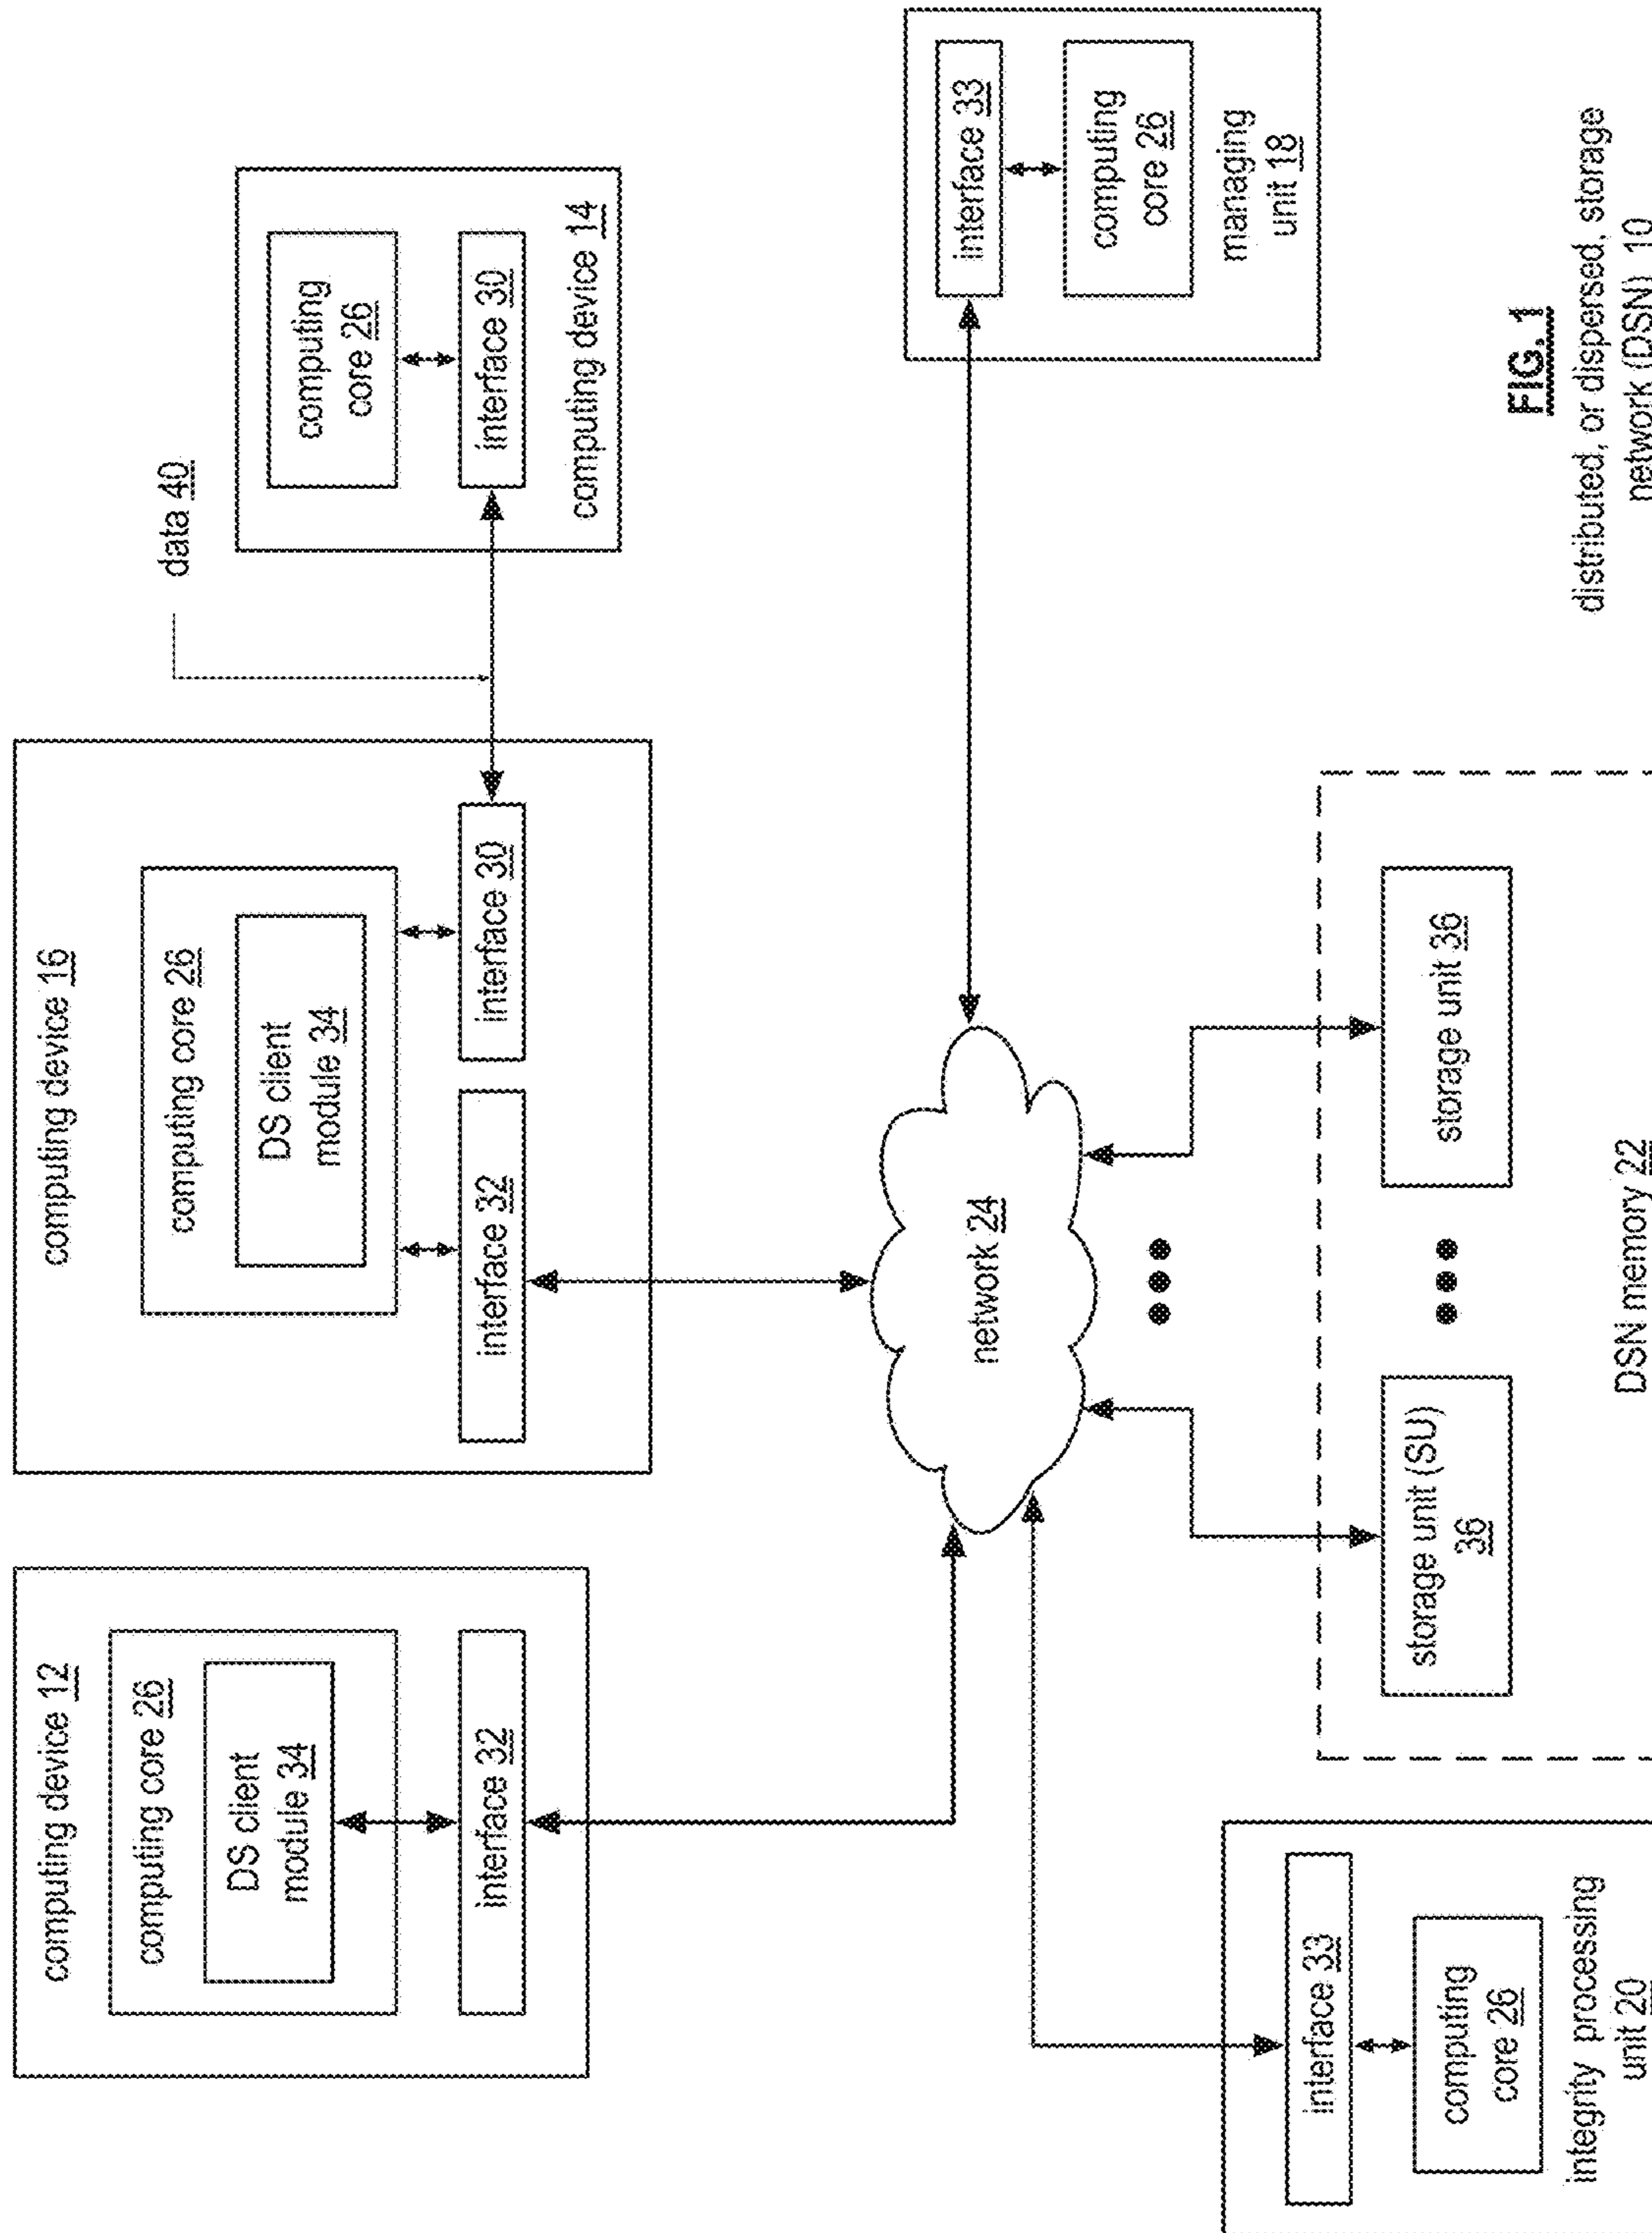 computing device 12
computing core 26
DS client
module 34
interface 32
computing device 16
computing core 26
DS client
module 34
interface 32
interface 30
data 40
computing
core 26
interface 30
computing device 14
network 24
interface 33
computing
core 26
managing
unit 18
interface 33
computing
core 26
integrity processing
unit 20
storage unit (SU)
36
storage unit 36
DSN memory 22
FIG. 1
distributed, or dispersed, storage
network (DSN) 10